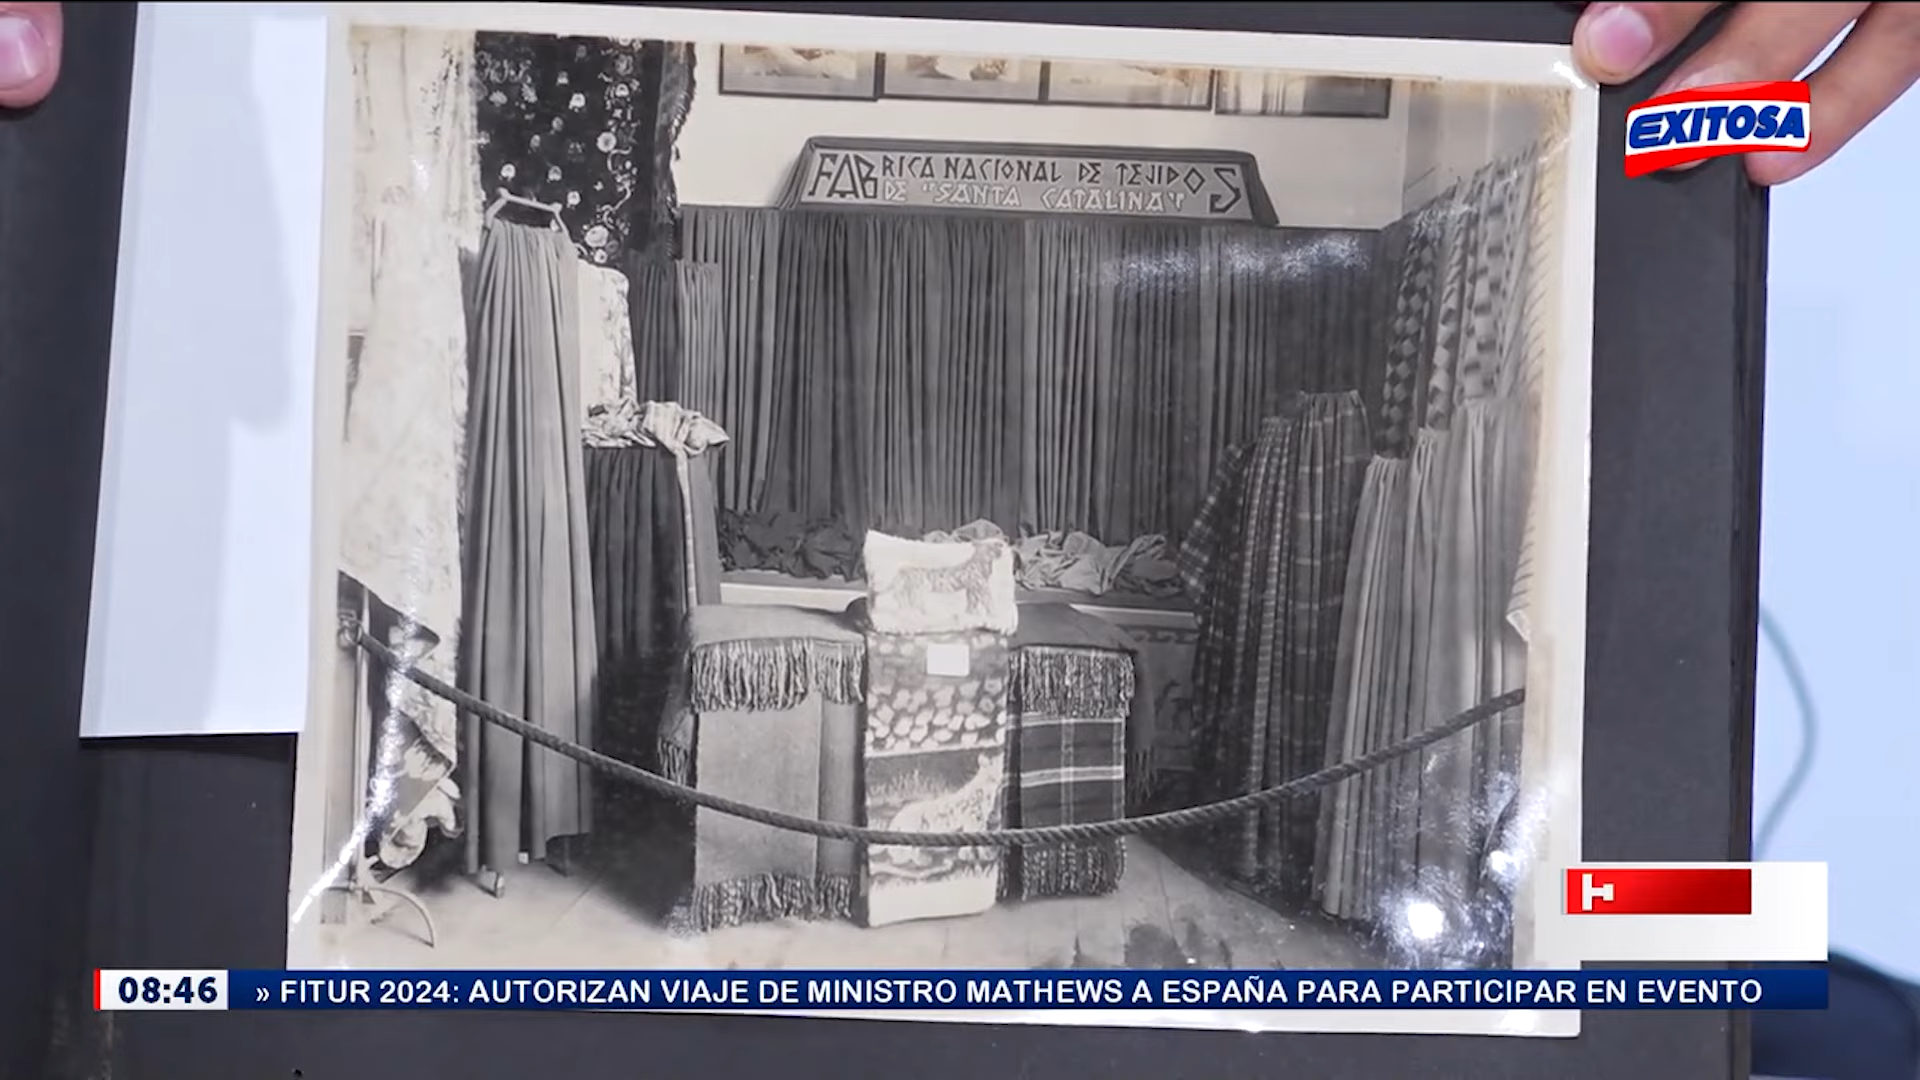 EXITOSA
FABRICA NACIONAL DE TEJIDOS
DE "SANTA CATALINA"
H
08:46 » FITUR 2024: AUTORIZAN VIAJE DE MINISTRO MATHEWS A ESPAÑA PARA PARTICIPAR EN EVENTO